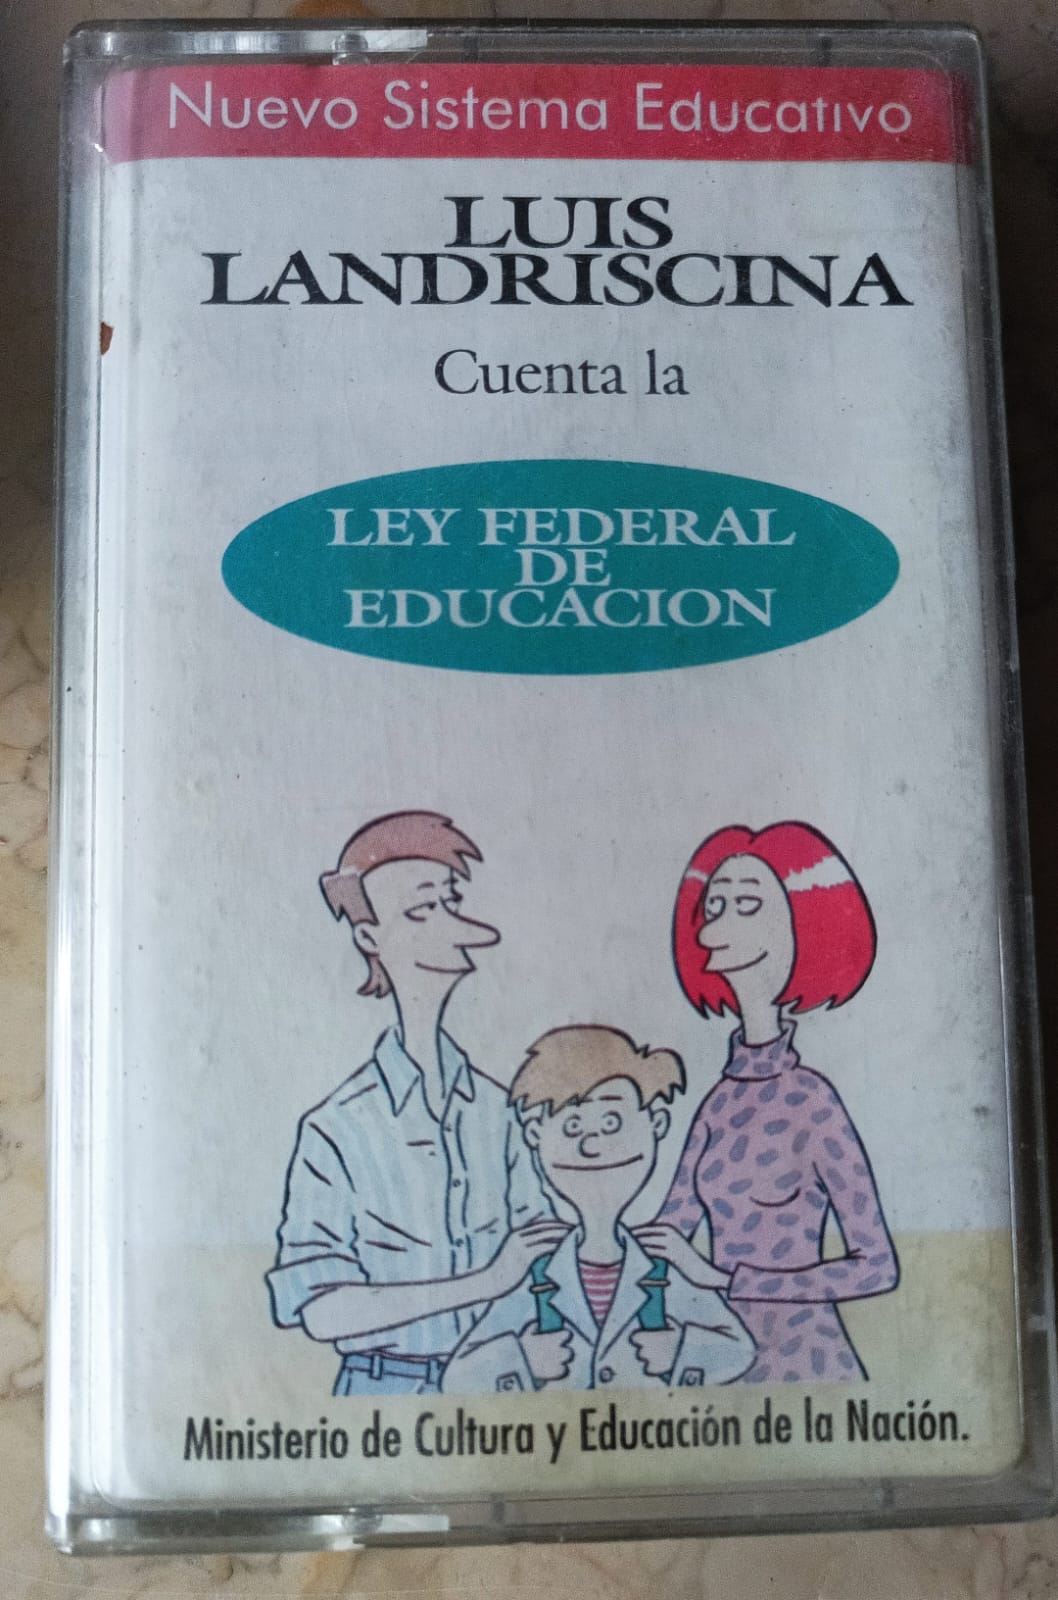 Nuevo Sistema Educativo
LUIS
LANDRISCINA
Cuenta la
LEY FEDERAL
DE
EDUCACION
Ministerio de Cultura y Educación de la Nación.